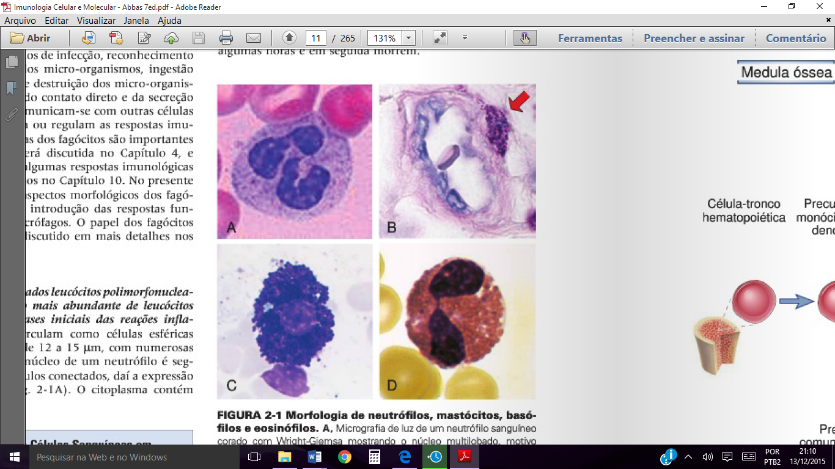 Imunologia Celular e Molecular - Abbas 7ed.pdf - Adobe Reader
Arquivo Editar Visualizar Janela Ajuda
Abrir
11 / 265
131%
Ferramentas
Preencher e assinar
Comentário
os de infecção, reconhecimento
os micro-organismos, ingestão
e destruição dos micro-organis-
do contato direto e da secreção
municam-se com outras células
ou regulam as respostas imu-
as dos fagócitos são importantes
erá discutida no Capítulo 4, e
algumas respostas imunológicas
os no Capítulo 10. No presente
aspectos morfológicos dos fagó-
introdução das respostas fun-
crófagos. O papel dos fagócitos
discutido em mais detalhes nos
ados leucócitos polimorfonuclea-
o mais abundante de leucócitos
ases iniciais das reações infla-
rculam como células esféricas
de 12 a 15 μm, com numerosas
núcleo de um neutrófilo é seg-
ulos conectados, daí a expressão
g. 2-1A). O citoplasma contém
Células Sanguíneas em
algumas horas e em seguida morrem.
A
B
C
D
FIGURA 2-1 Morfologia de neutrófilos, mastócitos, basó-
filos e eosinófilos. A, Micrografia de luz de um neutrófilo sanguíneo
corado com Wright-Giemsa mostrando o núcleo multilobado, motivo
Medula óssea
Célula-tronco
hematopoiética
Precu
monóci
dend
Pre
comu
Pesquisar na Web e no Windows
POR
PTB2
21:10
13/12/2015